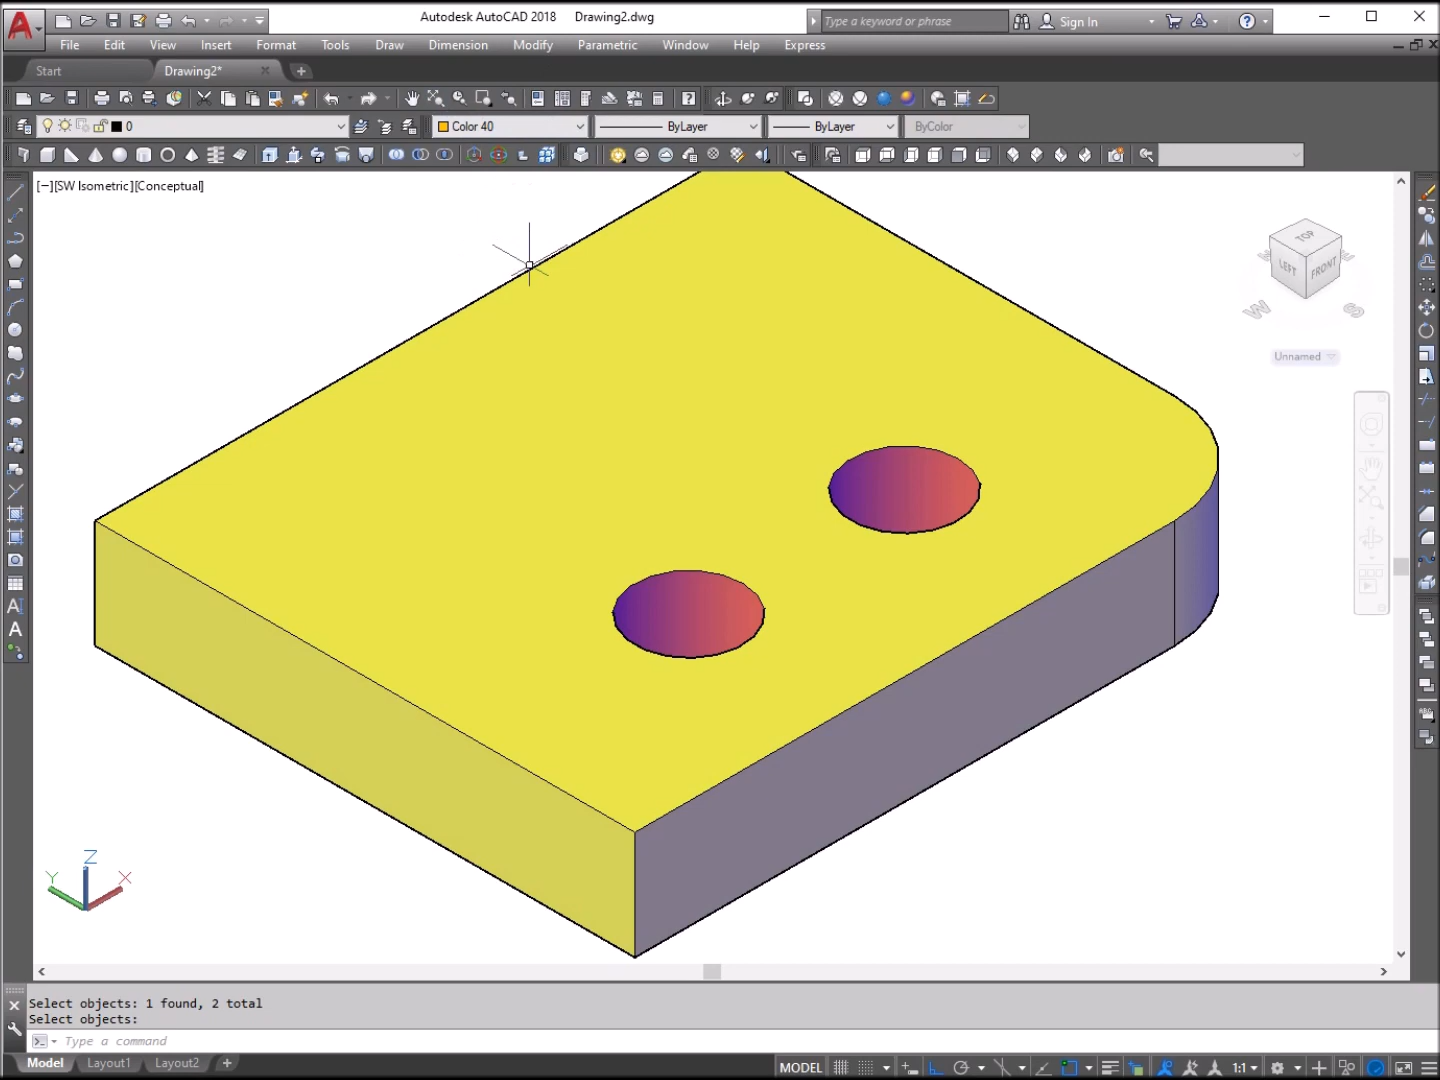 Autodesk AutoCAD 2018 Drawing2.dwg
Type a keyword or phrase
Sign In
File Edit View Insert Format Tools Draw Dimension Modify Parametric Window Help Express
Start Drawing2*
0 Color 40 ByLayer ByLayer ByColor
[−][SW Isometric][Conceptual]
TOP
LEFT FRONT
W S
Unnamed
Z
Y X
Select objects: 1 found, 2 total
Select objects:
Type a command
Model Layout1 Layout2 +
MODEL 1:1